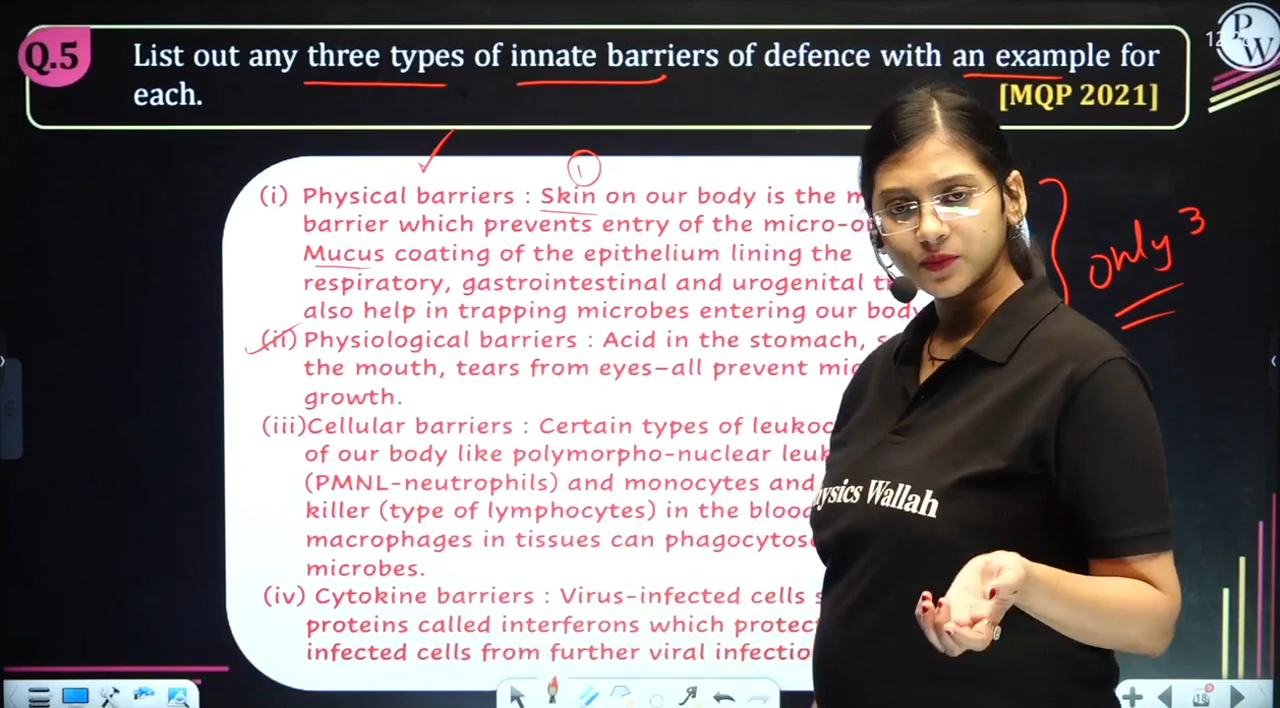 Q.5
List out any three types of innate barriers of defence with an example for
each.
[MQP 2021]
PW
(i) Physical barriers : Skin on our body is the
barrier which prevents entry of the
Mucus coating of the epithelium lining the
respiratory, gastrointestinal and urogenital
also help in trapping microbes entering our body
(ii) Physiological barriers : Acid in the stomach,
the mouth, tears from eyes–all prevent
growth.
(iii)Cellular barriers : Certain types of
of our body like polymorpho-nuclear
(PMNL-neutrophils) and monocytes and
killer (type of lymphocytes) in the blood
macrophages in tissues can phagocytose
microbes.
(iv) Cytokine barriers : Virus-infected cells
proteins called interferons which protect
infected cells from further viral
only 3
Wallah
18